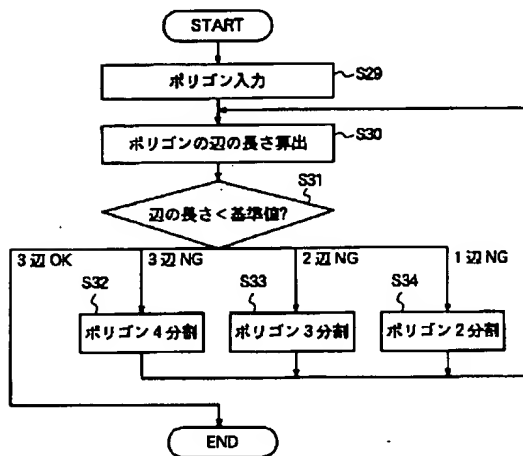 START
ポリゴン入力
S29
ポリゴンの辺の長さ算出
S30
S31
辺の長さ<基準値?
3辺OK
3辺NG
2辺NG
1辺NG
S32
S33
S34
ポリゴン4分割
ポリゴン3分割
ポリゴン2分割
END